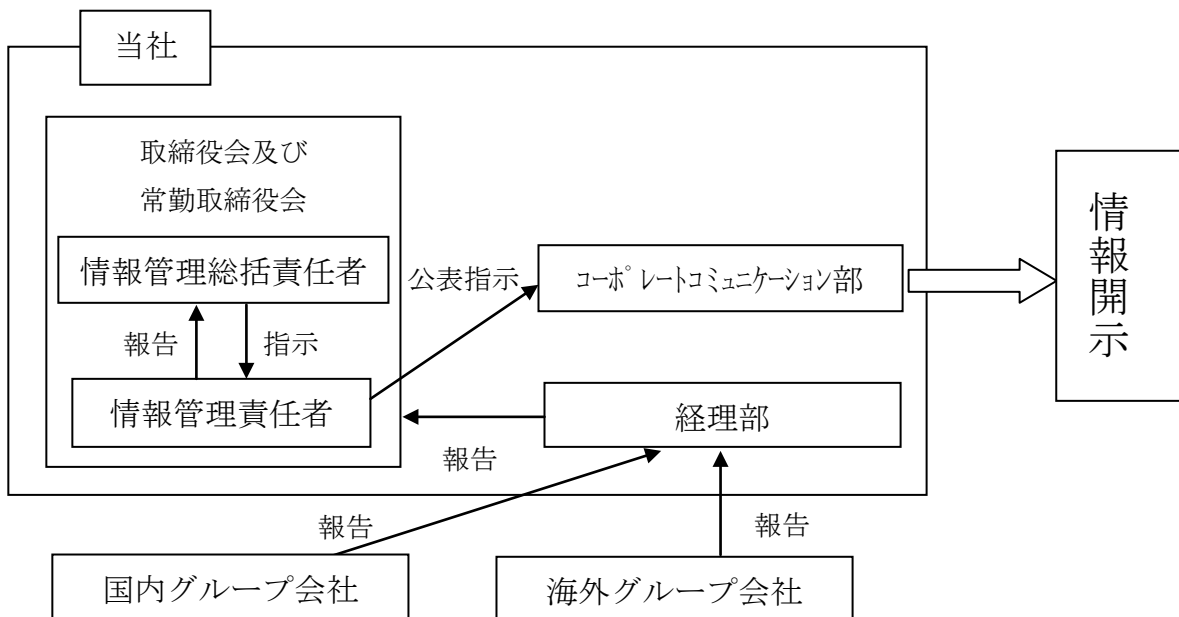 当社
取締役会及び
常勤取締役会
情報管理総括責任者
報告
指示
情報管理責任者
公表指示
コーポレートコミュニケーション部
情報開示
経理部
報告
報告
報告
国内グループ会社
海外グループ会社